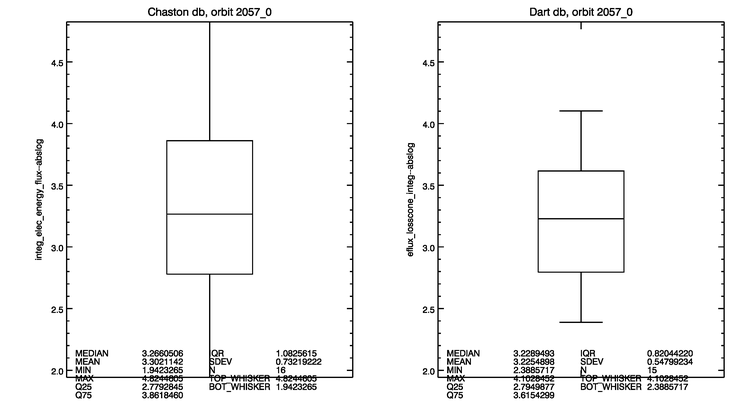 Chaston db, orbit 2057_0
integ_elec_energy_flux-abslog
4.5
4.0
3.5
3.0
2.5
2.0
MEDIAN 3.2660506 IQR 1.0825615
MEAN 3.3021142 SDEV 0.73219222
MIN 1.9423265 N 16
MAX 4.8244605 TOP_WHISKER 4.8244605
Q25 2.7792845 BOT_WHISKER 1.9423265
Q75 3.8618460
Dart db, orbit 2057_0
eflux_losscone_integ-abslog
4.5
4.0
3.5
3.0
2.5
2.0
MEDIAN 3.2289493 IQR 0.82044220
MEAN 3.2254898 SDEV 0.54799234
MIN 2.3885717 N 15
MAX 4.1028452 TOP_WHISKER 4.1028452
Q25 2.7949877 BOT_WHISKER 2.3885717
Q75 3.6154299